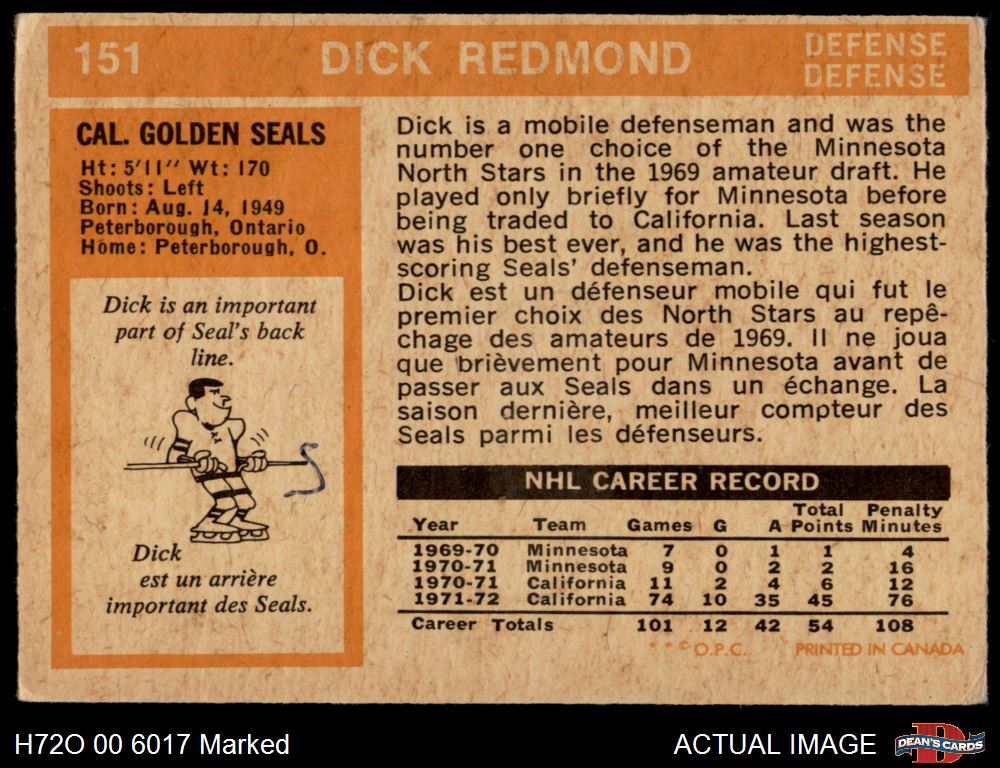 151 DICK REDMOND DEFENSE
DEFENSE
CAL. GOLDEN SEALS
Ht: 5'11" Wt: 170
Shoots: Left
Born: Aug. 14, 1949
Peterborough, Ontario
Home: Peterborough, O.
Dick is an important
part of Seal's back
line.
5
Dick
est un arrière
important des Seals.
Dick is a mobile defenseman and was the
number one choice of the Minnesota
North Stars in the 1969 amateur draft. He
played only briefly for Minnesota before
being traded to California. Last season
was his best ever, and he was the highest-
scoring Seals' defenseman.
Dick est un défenseur mobile qui fut le
premier choix des North Stars au repê-
chage des amateurs de 1969. Il ne joua
que brièvement pour Minnesota avant de
passer aux Seals dans un échange. La
saison dernière, meilleur compteur des
Seals parmi les défenseurs.
NHL CAREER RECORD
Year Team Games G A Total Points Penalty Minutes
1969-70 Minnesota 7 0 1 1 4
1970-71 Minnesota 9 0 2 2 16
1970-71 California 11 2 4 6 12
1971-72 California 74 10 35 45 76
Career Totals 101 12 42 54 108
* * © O.P.C. PRINTED IN CANADA
H72O 00 6017 Marked
ACTUAL IMAGE
D
DEAN'S CARDS